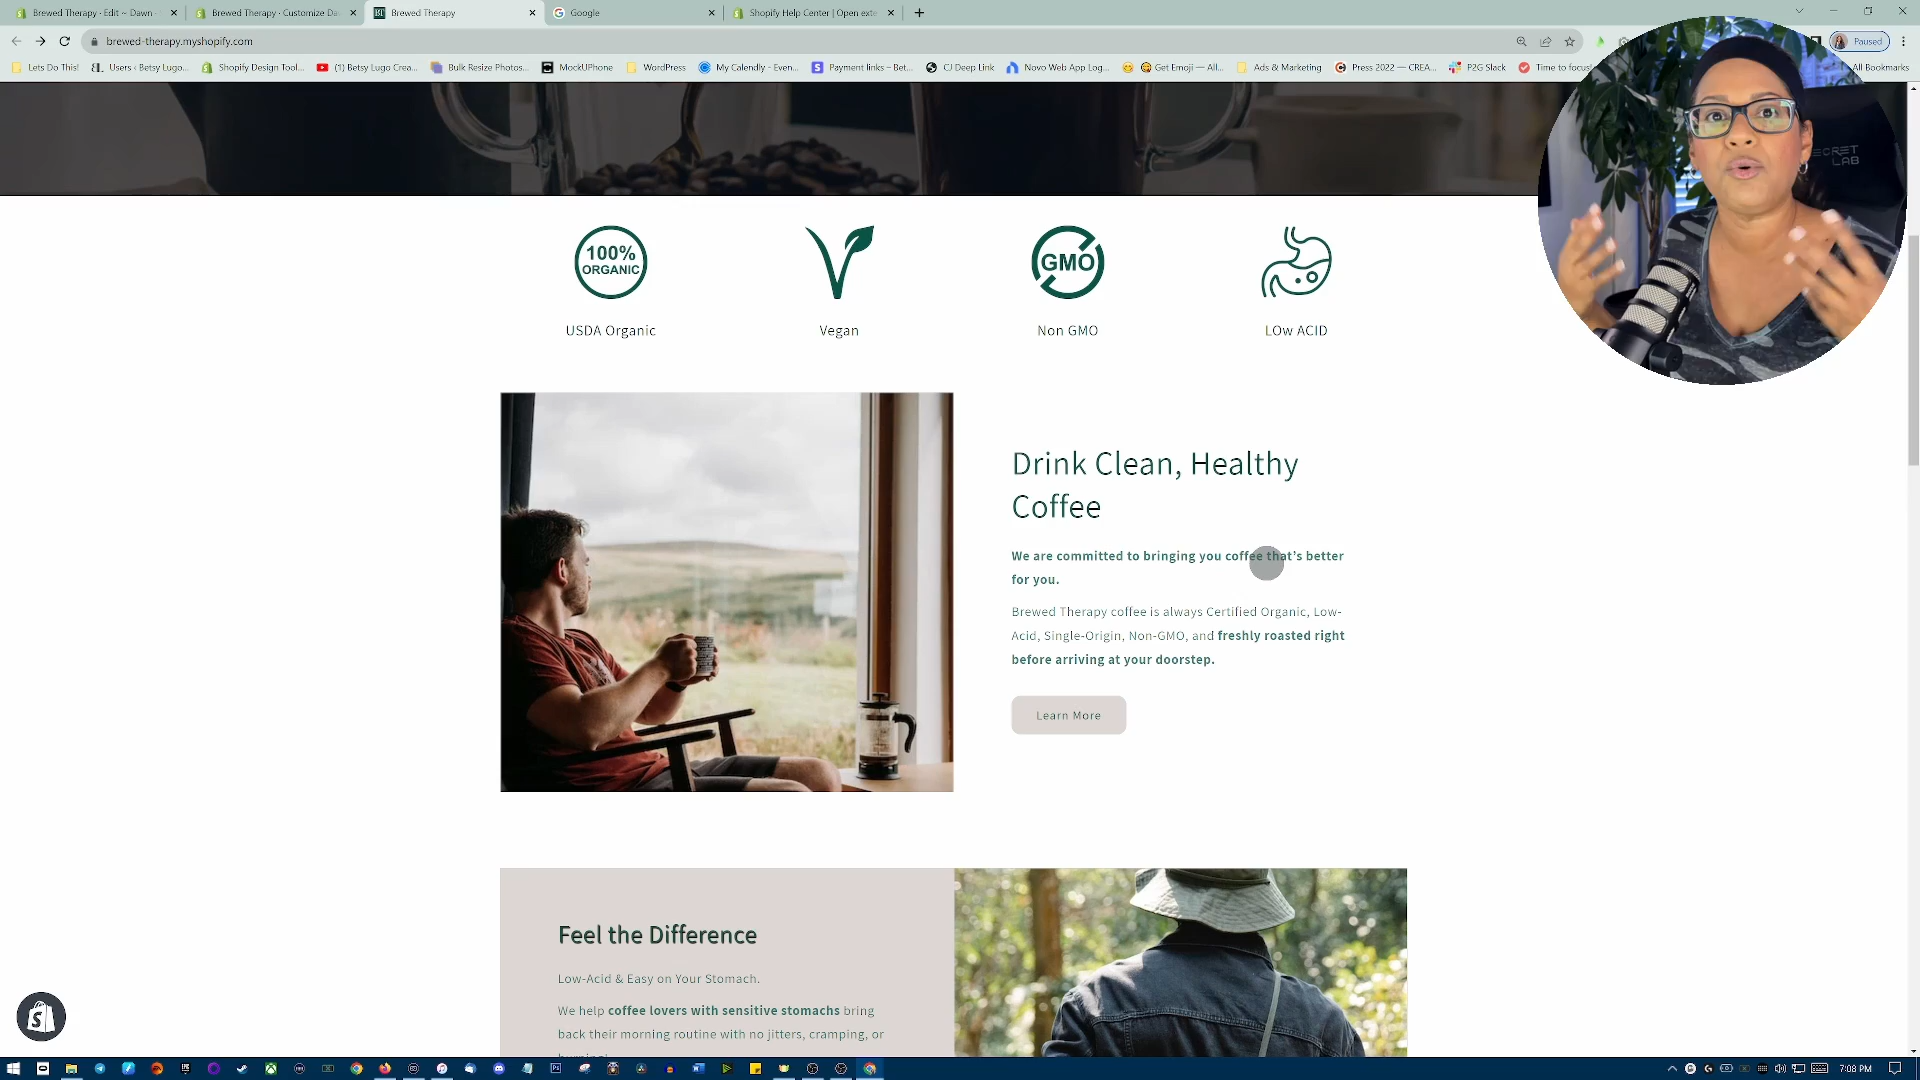 Brewed Therapy · Edit ~ Dawn
Brewed Therapy · Customize Da
Brewed Therapy
Google
Shopify Help Center | Open exte
brewed-therapy.myshopify.com
Paused
Lets Do This!
Users ‹ Betsy Lugo...
Shopify Design Tool...
(1) Betsy Lugo Crea...
Bulk Resize Photos...
MockUPhone
WordPress
My Calendly - Even...
Payment links – Bet...
CJ Deep Link
Novo Web App Log...
Get Emoji — All...
Ads & Marketing
Press 2022 — CREA...
P2G Slack
Time to focus!
All Bookmarks
LAB
100%
ORGANIC
GMO
USDA Organic
Vegan
Non GMO
LOw ACID
Drink Clean, Healthy
Coffee
We are committed to bringing you coffee that's better
for you.
Brewed Therapy coffee is always Certified Organic, Low-
Acid, Single-Origin, Non-GMO, and freshly roasted right
before arriving at your doorstep.
Learn More
Feel the Difference
Low-Acid & Easy on Your Stomach.
We help coffee lovers with sensitive stomachs bring
back their morning routine with no jitters, cramping, or
7:08 PM